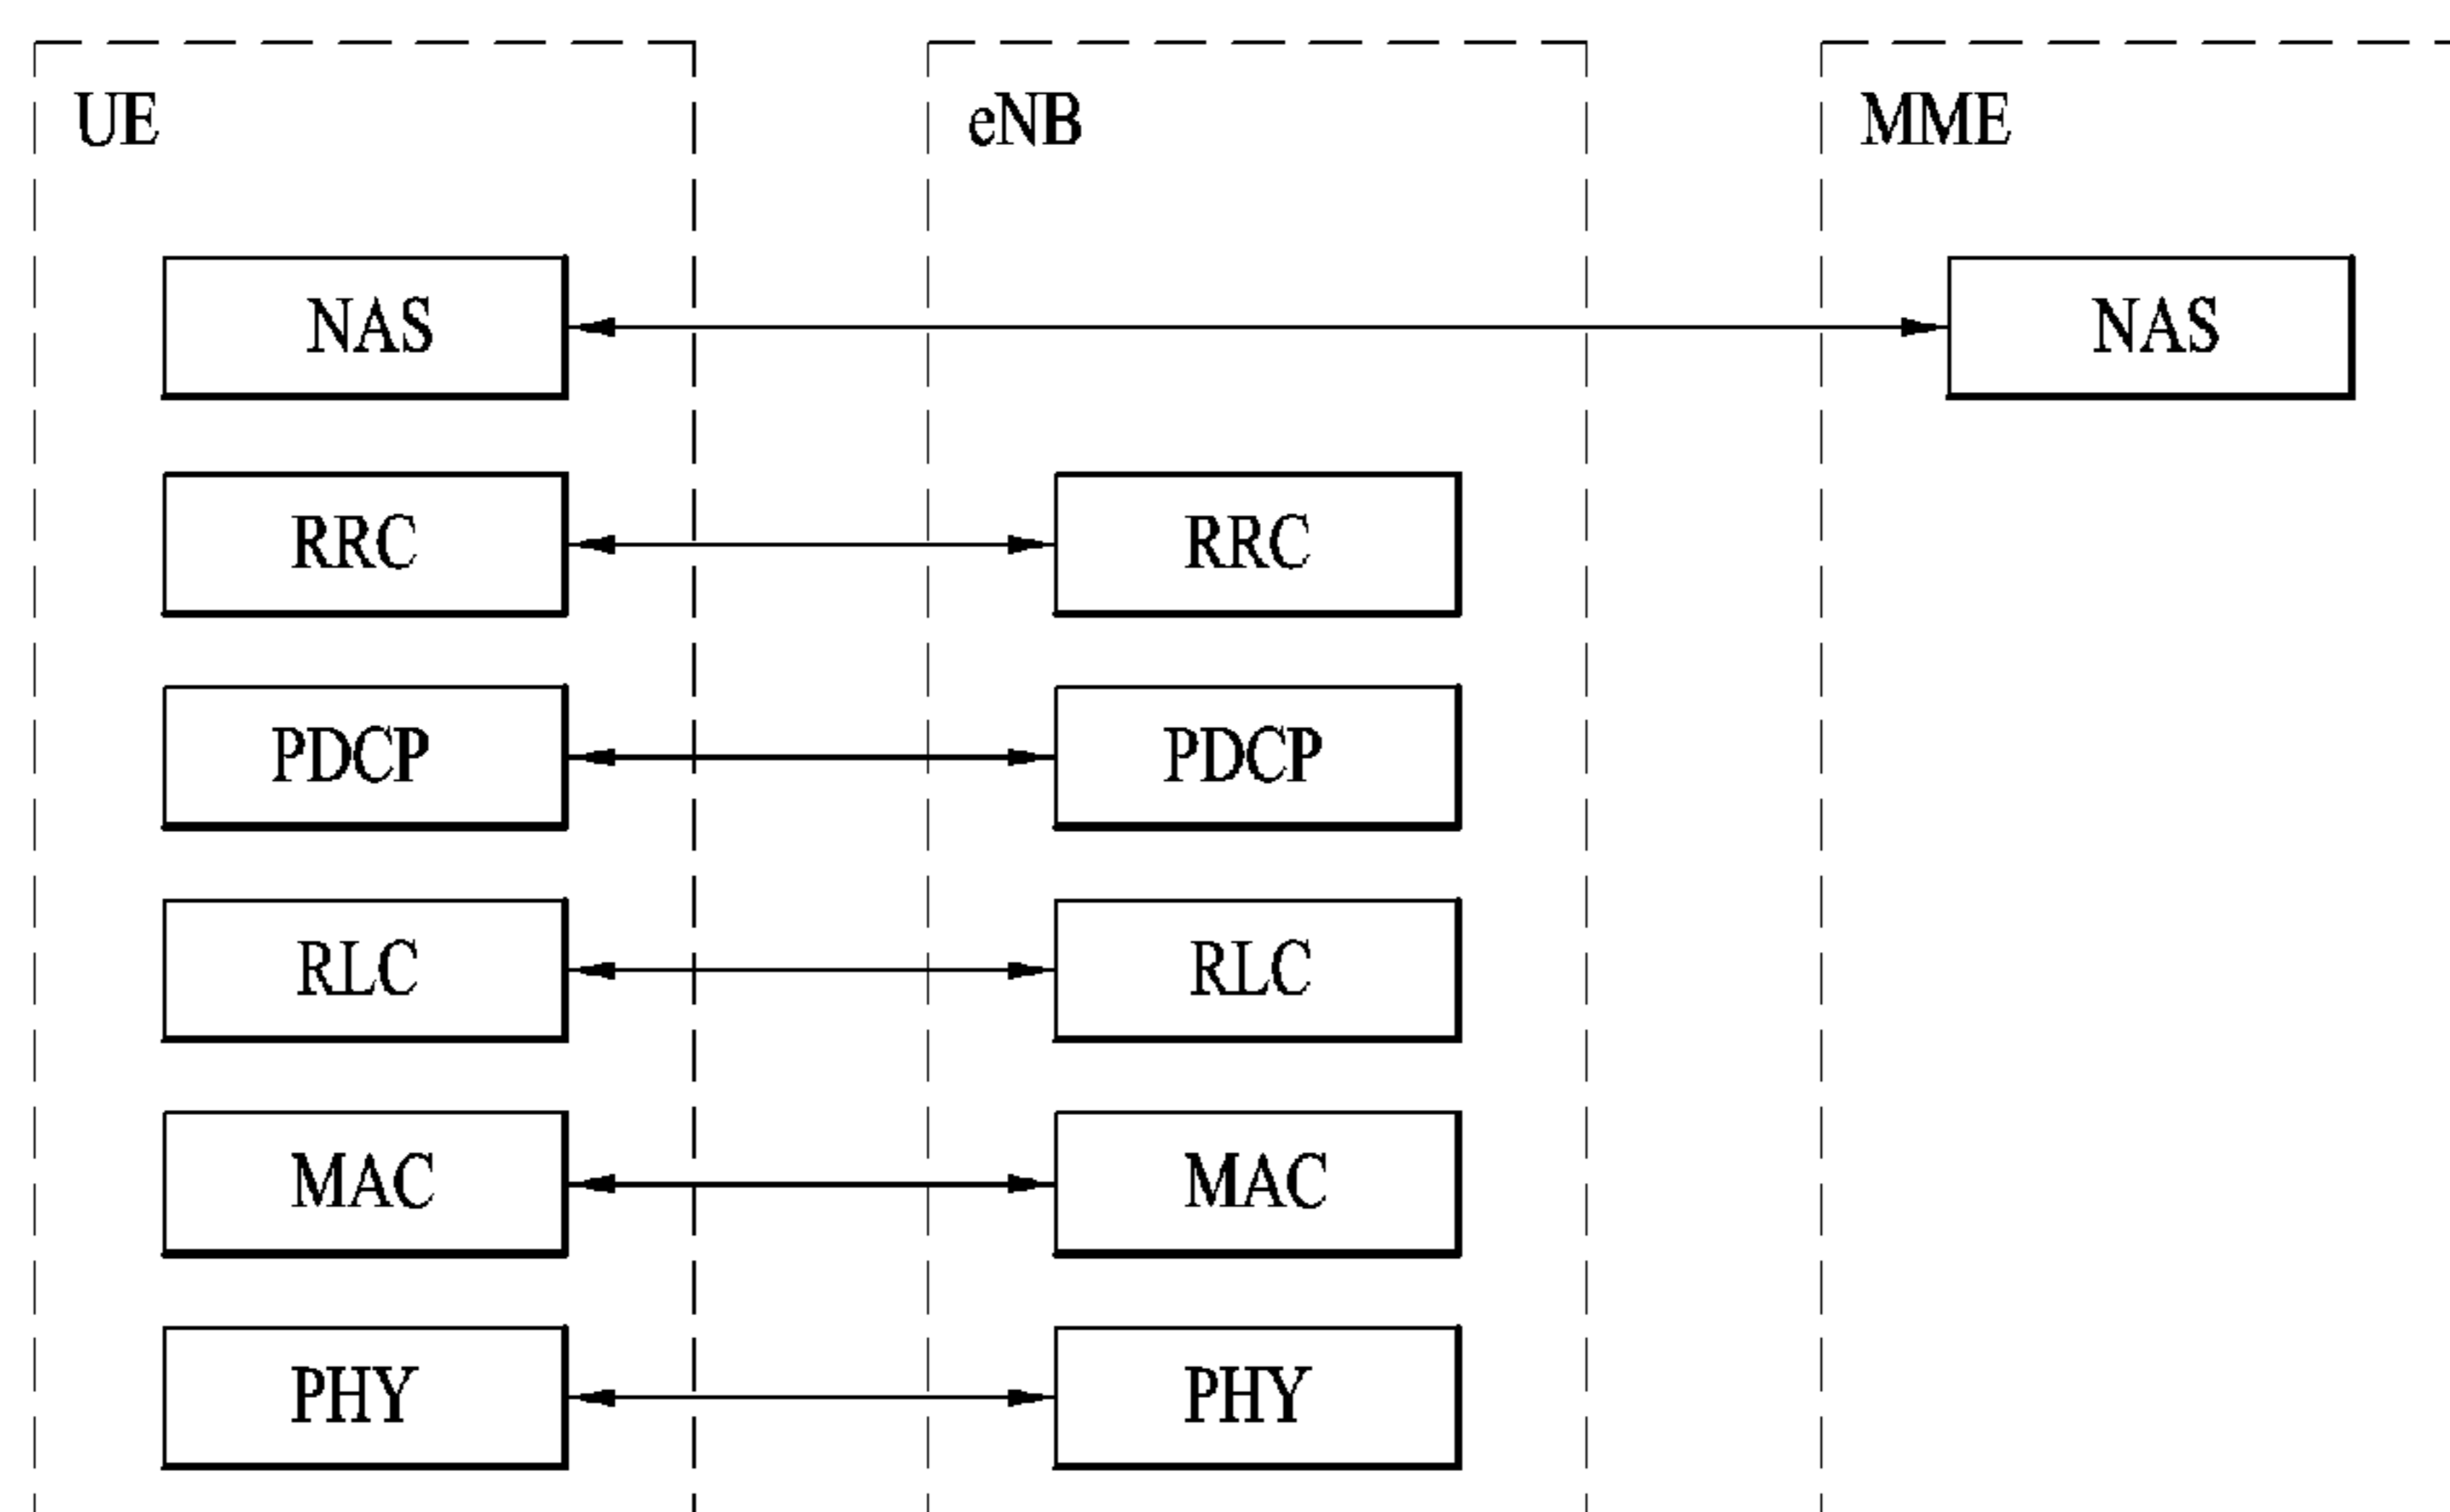 UE eNB MME
NAS NAS
RRC RRC
PDCP PDCP
RLC RLC
MAC MAC
PHY PHY